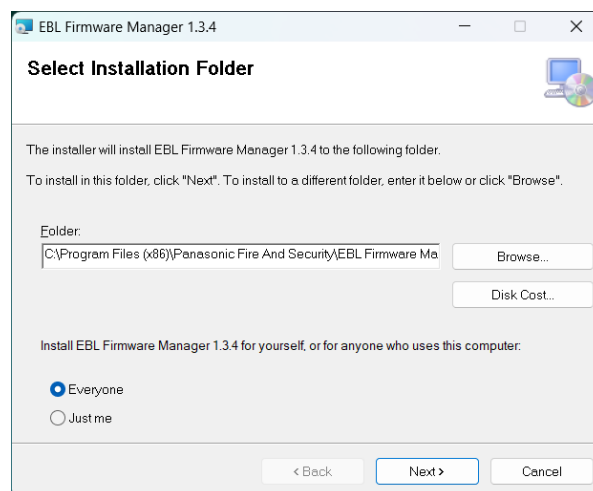 EBL Firmware Manager 1.3.4
Select Installation Folder
The installer will install EBL Firmware Manager 1.3.4 to the following folder.
To install in this folder, click "Next". To install to a different folder, enter it below or click "Browse".
Folder:
C:\Program Files (x86)\Panasonic Fire And Security\EBL Firmware Ma
Browse...
Disk Cost...
Install EBL Firmware Manager 1.3.4 for yourself, or for anyone who uses this computer:
Everyone
Just me
< Back
Next >
Cancel